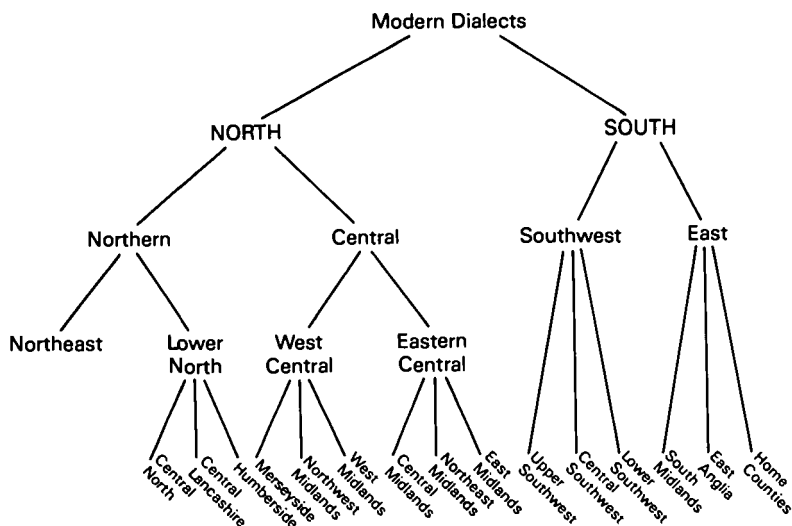 Modern Dialects
NORTH
SOUTH
Northern
Central
Southwest
East
Northeast
Lower
North
West
Central
Eastern
Central
Central
North
Central
Lancashire
Humberside
Merseyside
Northwest
Midlands
West
Midlands
Central
Midlands
Northeast
Midlands
East
Midlands
Upper
Southwest
Central
Southwest
Lower
Southwest
South
Midlands
East
Anglia
Home
Counties